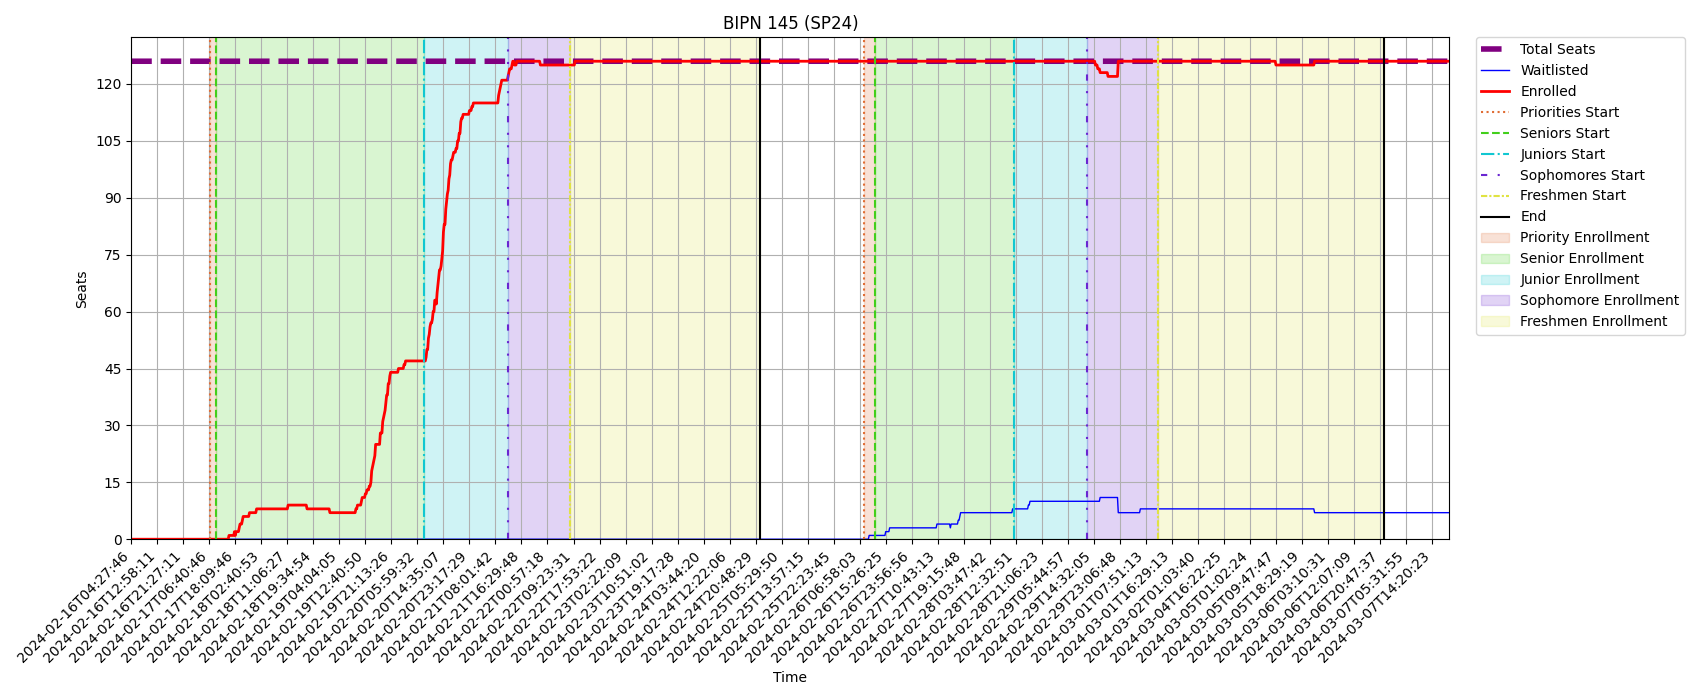 BIPN 145 (SP24)
Seats
120
105
90
75
60
45
30
15
0
2024-02-16T04:27:46
2024-02-16T12:58:11
2024-02-16T21:27:11
2024-02-17T06:40:46
2024-02-17T18:09:46
2024-02-18T02:40:53
2024-02-18T11:06:27
2024-02-18T19:34:54
2024-02-19T04:04:05
2024-02-19T12:40:50
2024-02-19T21:13:26
2024-02-20T05:59:32
2024-02-20T14:35:07
2024-02-20T23:17:29
2024-02-21T08:01:42
2024-02-21T16:29:48
2024-02-22T00:57:18
2024-02-22T09:23:31
2024-02-22T17:53:22
2024-02-23T02:22:09
2024-02-23T10:51:02
2024-02-23T19:17:28
2024-02-24T03:44:20
2024-02-24T12:22:06
2024-02-24T20:48:29
2024-02-25T05:29:50
2024-02-25T13:57:15
2024-02-25T22:23:45
2024-02-26T06:58:03
2024-02-26T15:26:25
2024-02-26T23:56:56
2024-02-27T10:43:13
2024-02-27T19:15:48
2024-02-28T03:47:42
2024-02-28T12:32:51
2024-02-28T21:06:23
2024-02-29T05:44:57
2024-02-29T14:32:05
2024-02-29T23:06:48
2024-03-01T07:51:13
2024-03-01T16:29:13
2024-03-02T01:03:40
2024-03-04T16:22:25
2024-03-05T01:02:24
2024-03-05T09:47:47
2024-03-05T18:29:19
2024-03-06T03:10:31
2024-03-06T12:07:09
2024-03-06T20:47:37
2024-03-07T05:31:55
2024-03-07T14:20:23
Time
Total Seats
Waitlisted
Enrolled
Priorities Start
Seniors Start
Juniors Start
Sophomores Start
Freshmen Start
End
Priority Enrollment
Senior Enrollment
Junior Enrollment
Sophomore Enrollment
Freshmen Enrollment